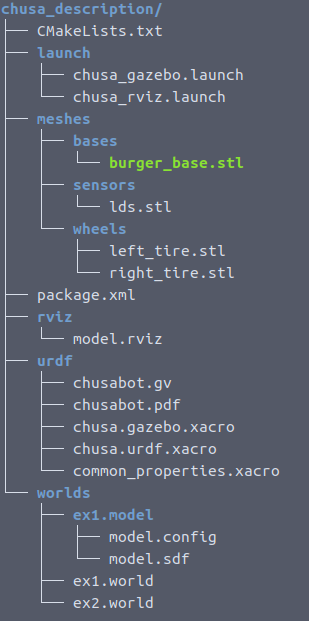 chusa_description/
├── CMakeLists.txt
├── launch
│   ├── chusa_gazebo.launch
│   └── chusa_rviz.launch
├── meshes
│   ├── bases
│   │   └── burger_base.stl
│   ├── sensors
│   │   └── lds.stl
│   └── wheels
│       ├── left_tire.stl
│       └── right_tire.stl
├── package.xml
├── rviz
│   └── model.rviz
├── urdf
│   ├── chusabot.gv
│   ├── chusabot.pdf
│   ├── chusa.gazebo.xacro
│   ├── chusa.urdf.xacro
│   └── common_properties.xacro
└── worlds
    ├── ex1.model
    │   ├── model.config
    │   └── model.sdf
    ├── ex1.world
    └── ex2.world